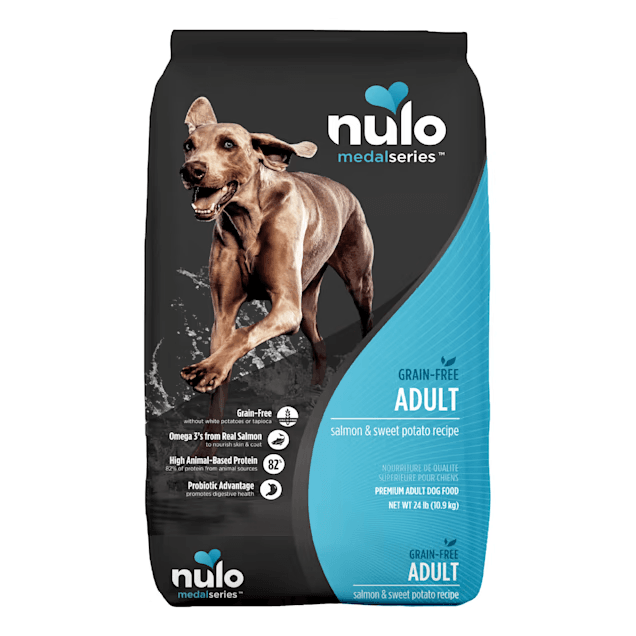 nulo
medalseries™
Grain-Free
without white potatoes or tapioca
Omega 3's from Real Salmon
to nourish skin & coat
High Animal-Based Protein
82% of protein from animal sources
82%
Probiotic Advantage
promotes digestive health
GRAIN-FREE
ADULT
salmon & sweet potato recipe
NOURRITURE DE QUALITÉ
SUPÉRIEURE POUR CHIENS
PREMIUM ADULT DOG FOOD
NET WT 24 lb (10.9 kg)
nulo
medalseries™
GRAIN-FREE
ADULT
salmon & sweet potato recipe